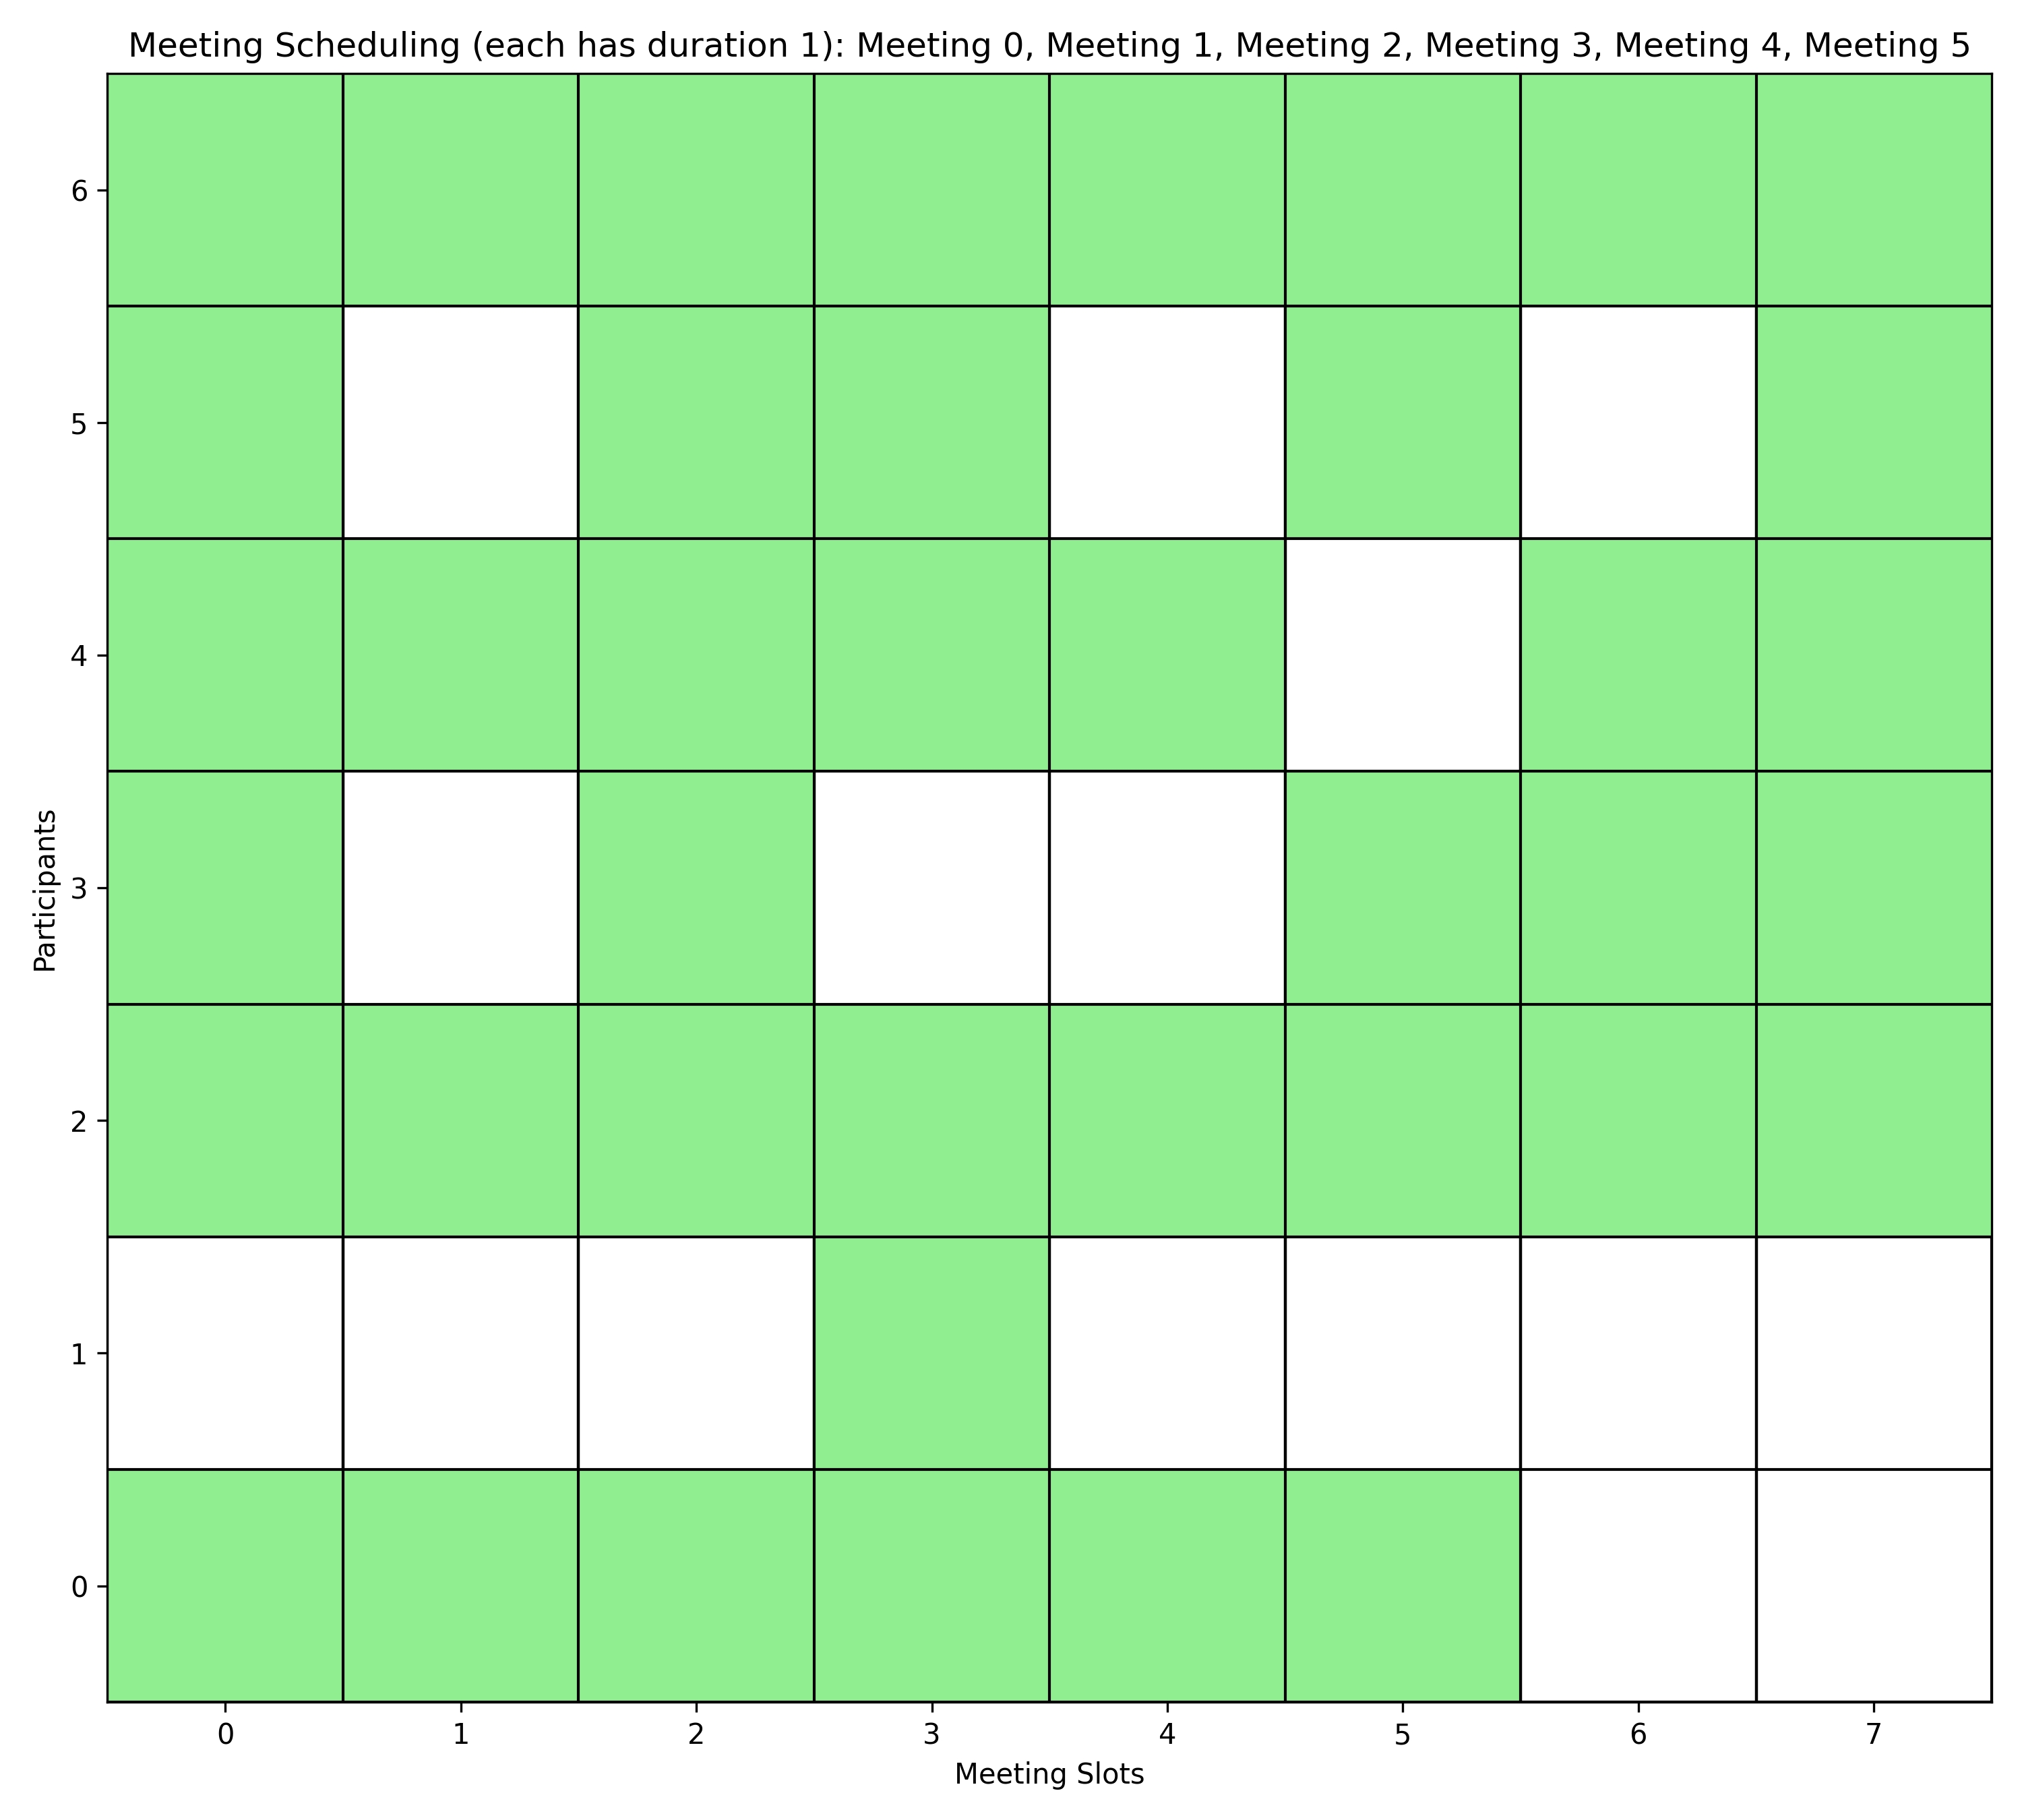 Meeting Scheduling (each has duration 1): Meeting 0, Meeting 1, Meeting 2, Meeting 3, Meeting 4, Meeting 5
6
5
4
3
2
1
0
Participants
0 1 2 3 4 5 6 7
Meeting Slots